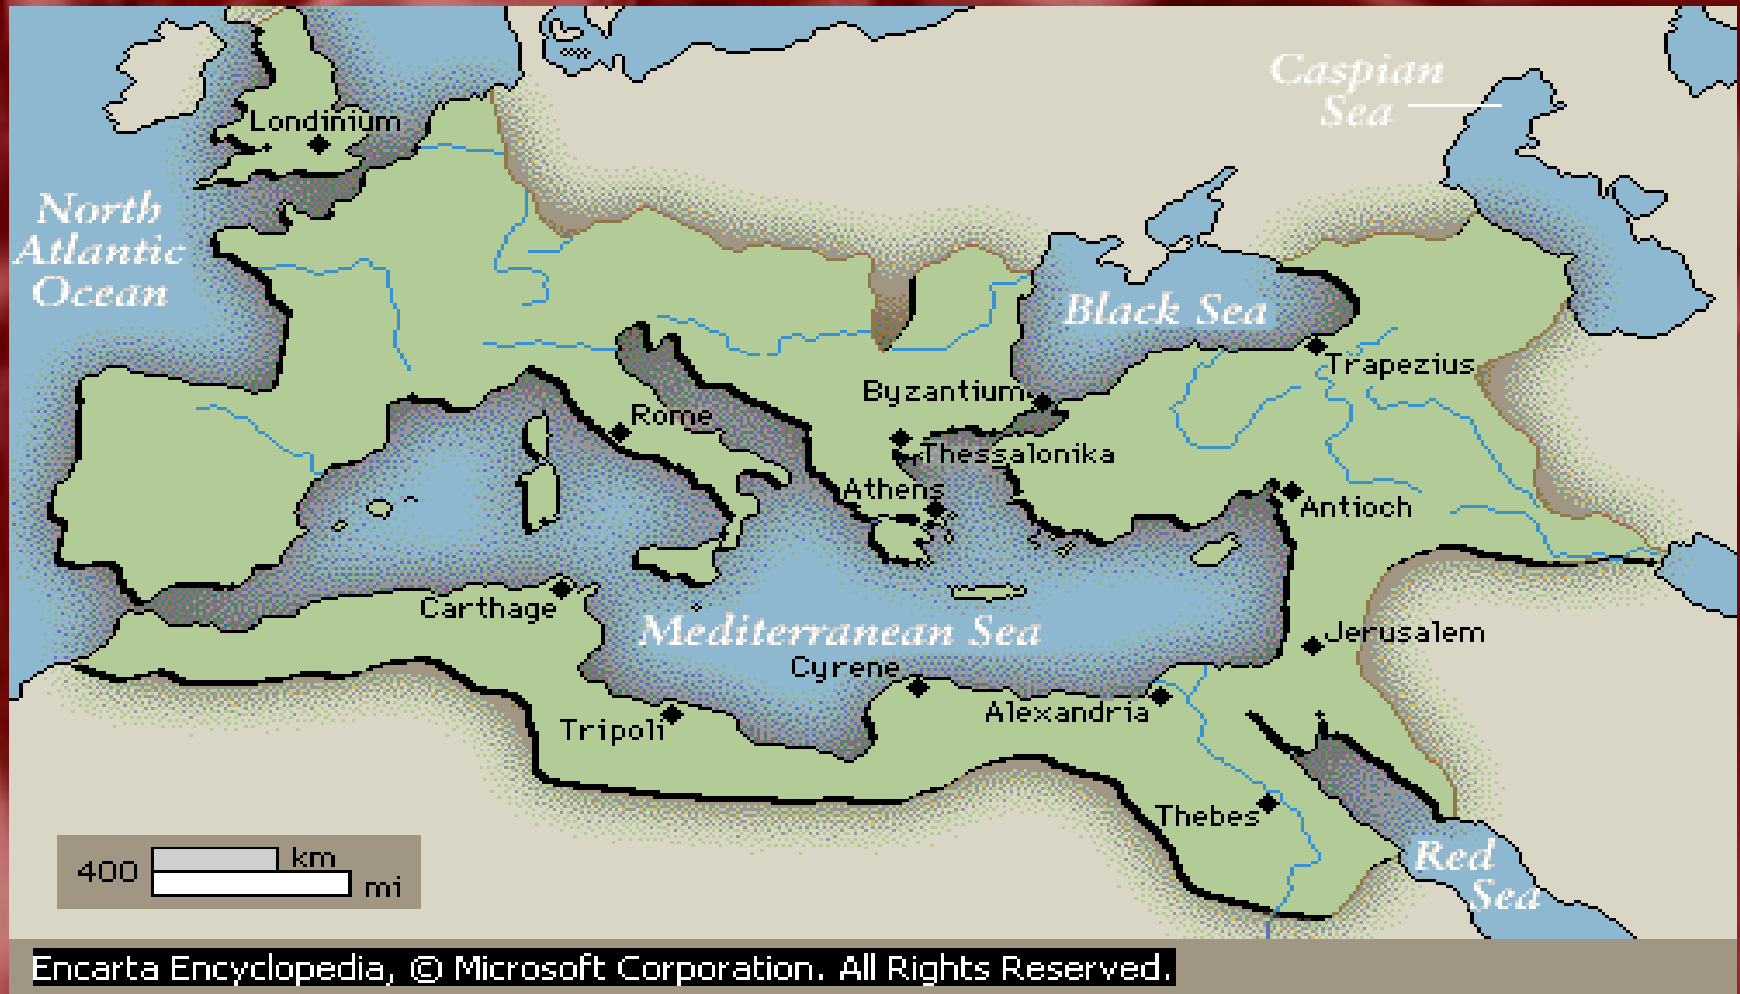 Caspian
Sea
Londinium
North
Atlantic
Ocean
Black Sea
Trapezius
Byzantium
Rome
Thessalonika
Athens
Antioch
Carthage
Mediterranean Sea
Jerusalem
Cyrene
Alexandria
Tripoli
Thebes
Red
Sea
400
km
mi
Encarta Encyclopedia, © Microsoft Corporation. All Rights Reserved.